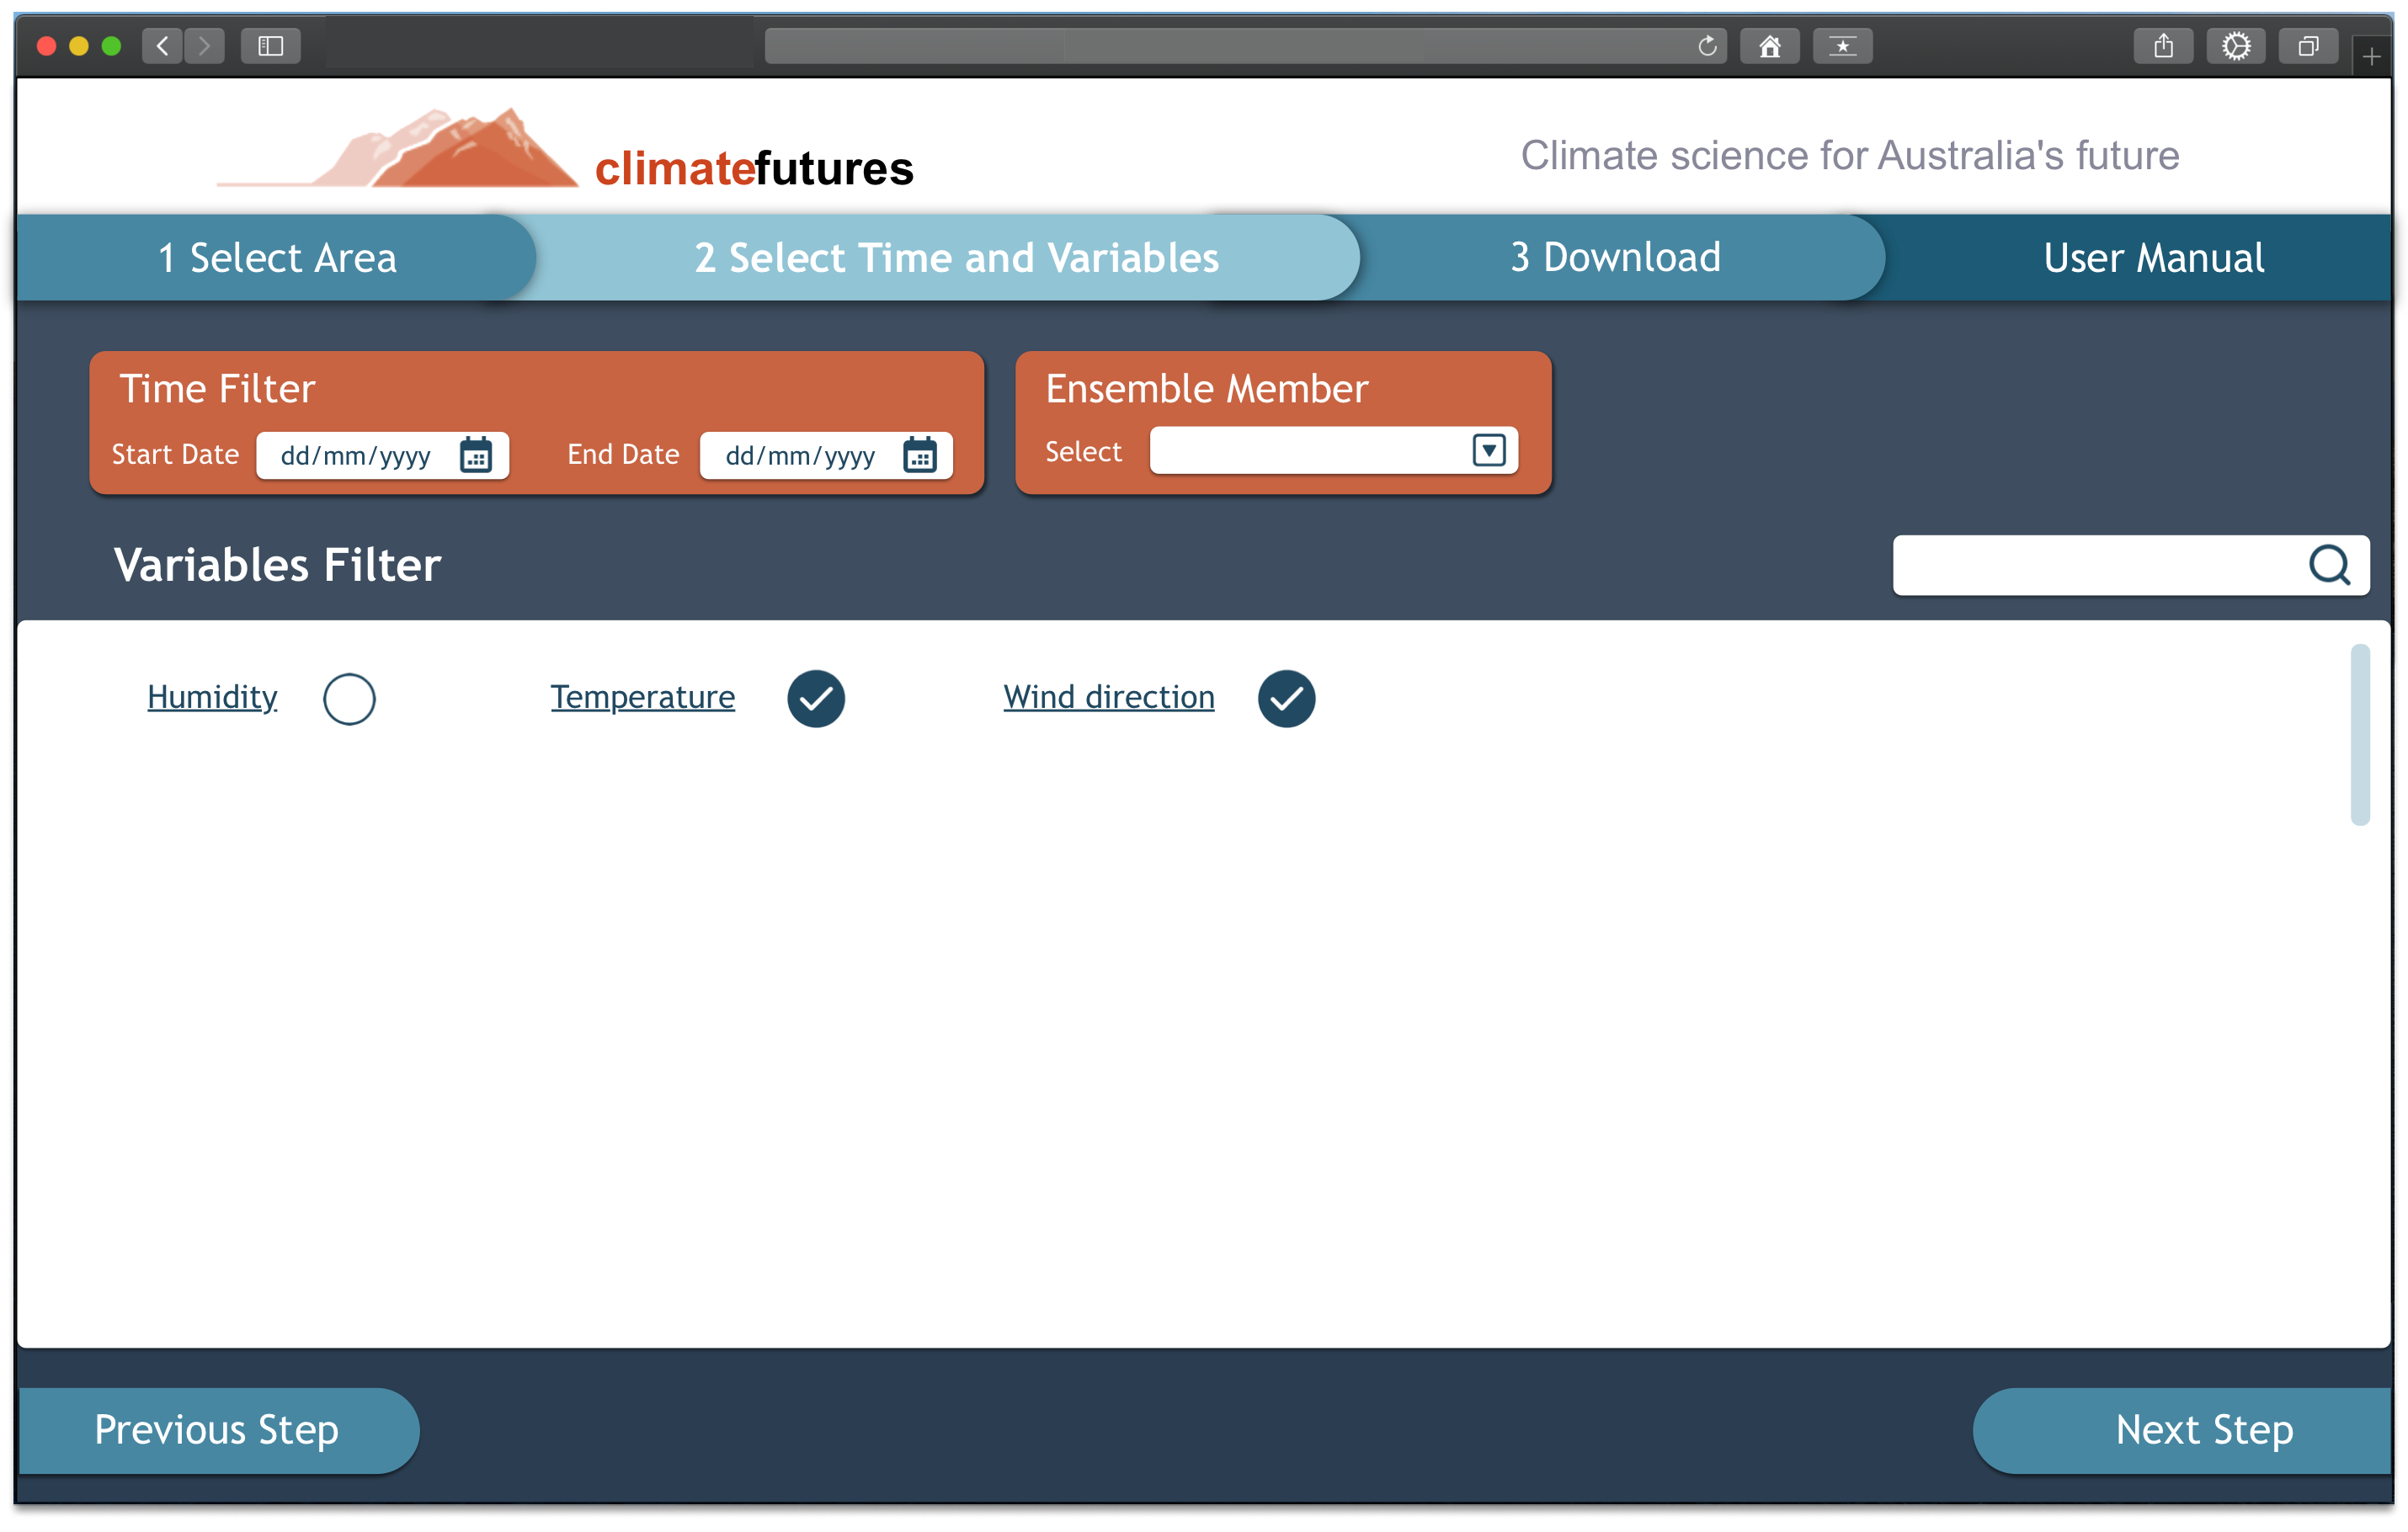 climatefutures
Climate science for Australia's future
1 Select Area
2 Select Time and Variables
3 Download
User Manual
Time Filter
Start Date
dd/mm/yyyy
End Date
dd/mm/yyyy
Ensemble Member
Select
Variables Filter
Humidity
Temperature
Wind direction
Previous Step
Next Step